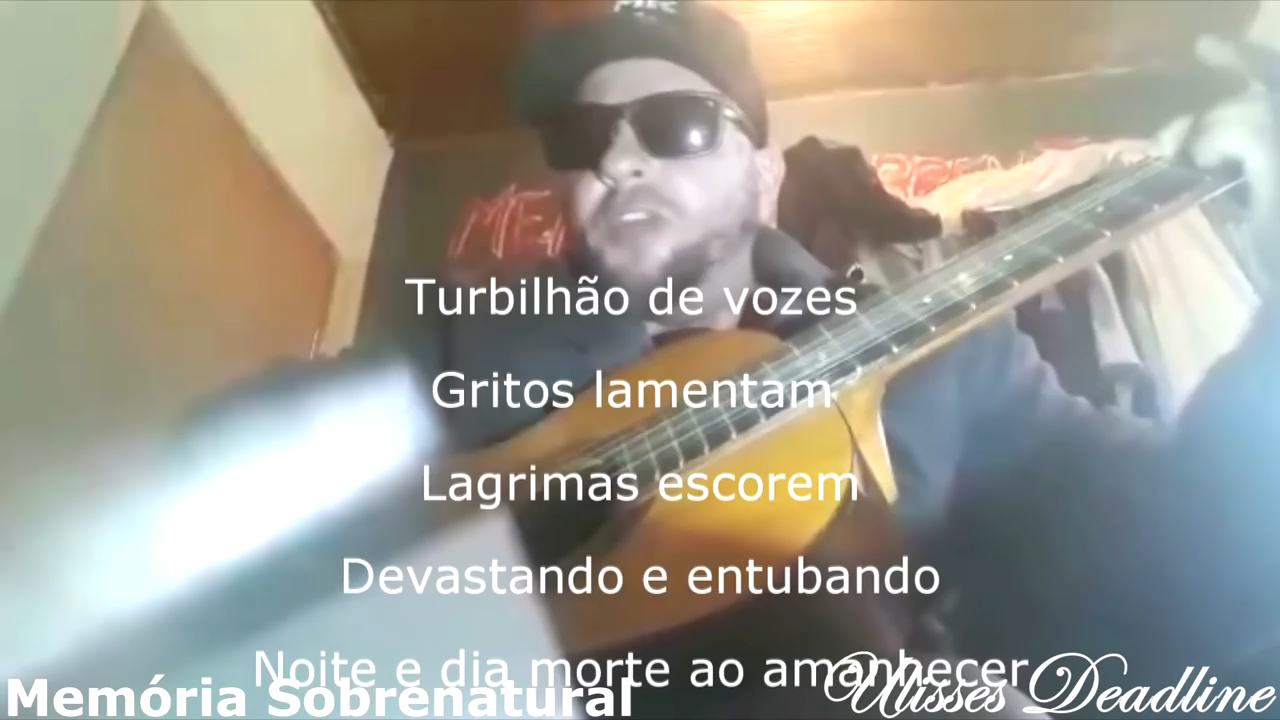 Turbilhão de vozes
Gritos lamentam
Lagrimas escorem
Devastando e entubando
Noite e dia morte ao amanhecer
Memória Sobrenatural
Ulisses Deadline